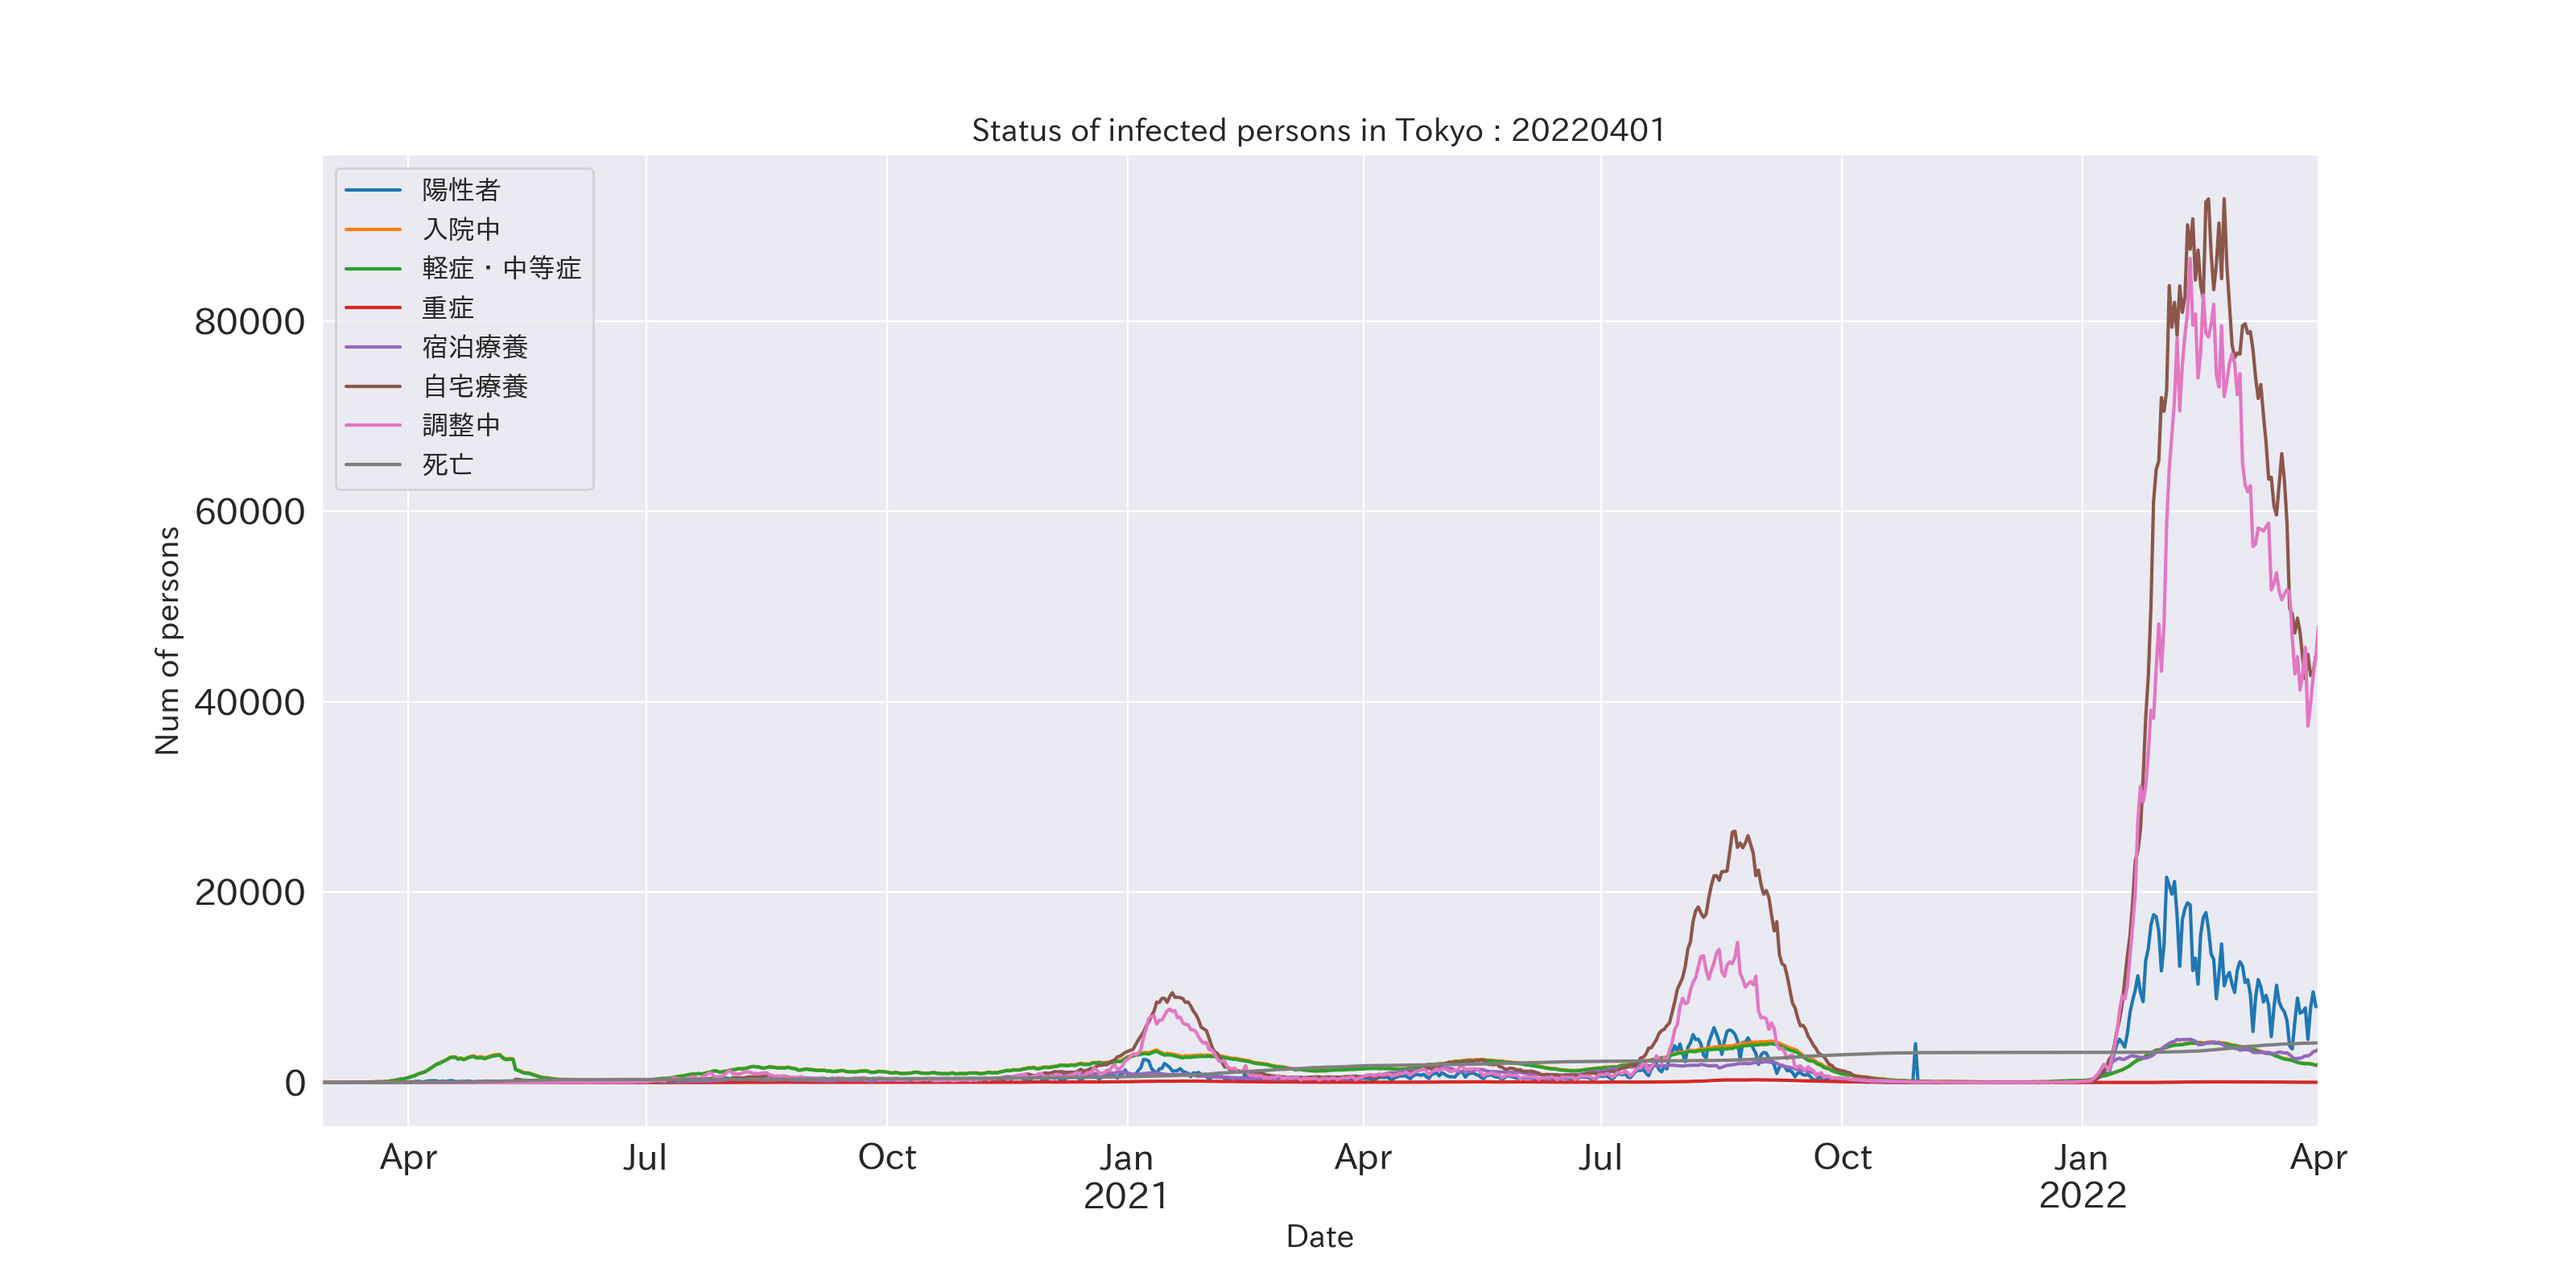 Status of infected persons in Tokyo : 20220401
陽性者
入院中
軽症・中等症
重症
宿泊療養
自宅療養
調整中
死亡
Num of persons
80000
60000
40000
20000
0
Apr Jul Oct Jan Apr Jul Oct Jan Apr
2021 2022
Date